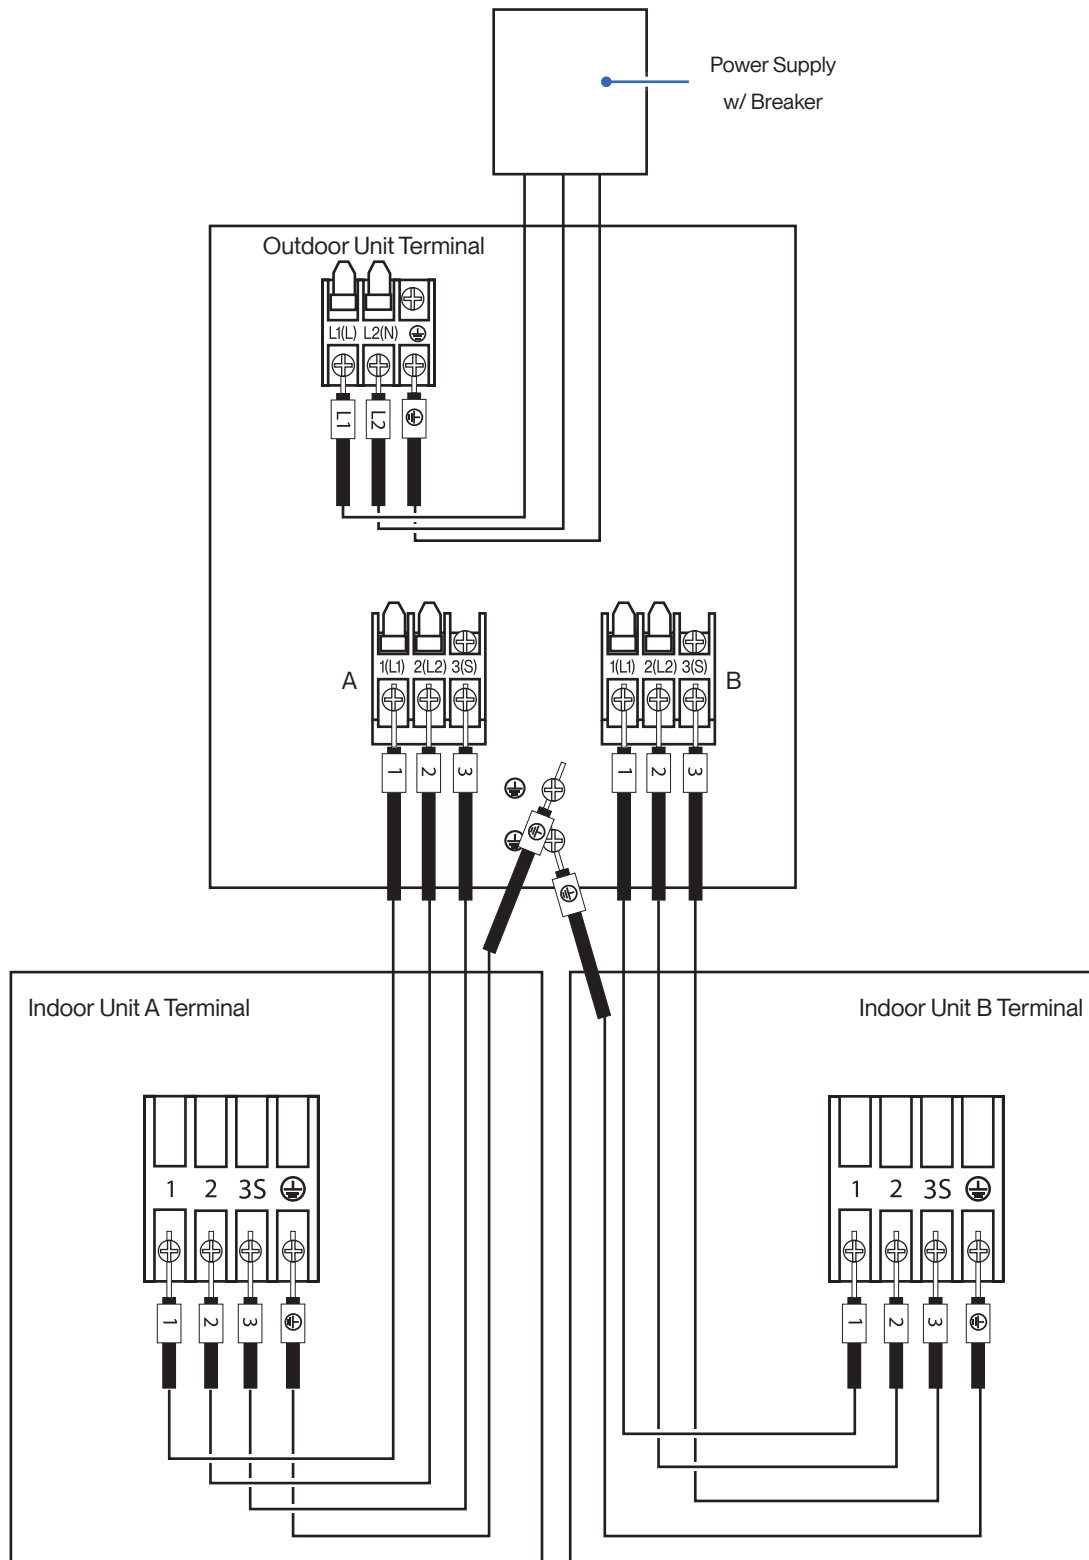 Power Supply
w/ Breaker
Outdoor Unit Terminal
L1(L) L2(N)
L1 L2
A
1(L1) 2(L2) 3(S)
1(L1) 2(L2) 3(S)
B
1 2 3
1 2 3
Indoor Unit A Terminal
Indoor Unit B Terminal
1 2 3S
1 2 3S
1 2 3
1 2 3